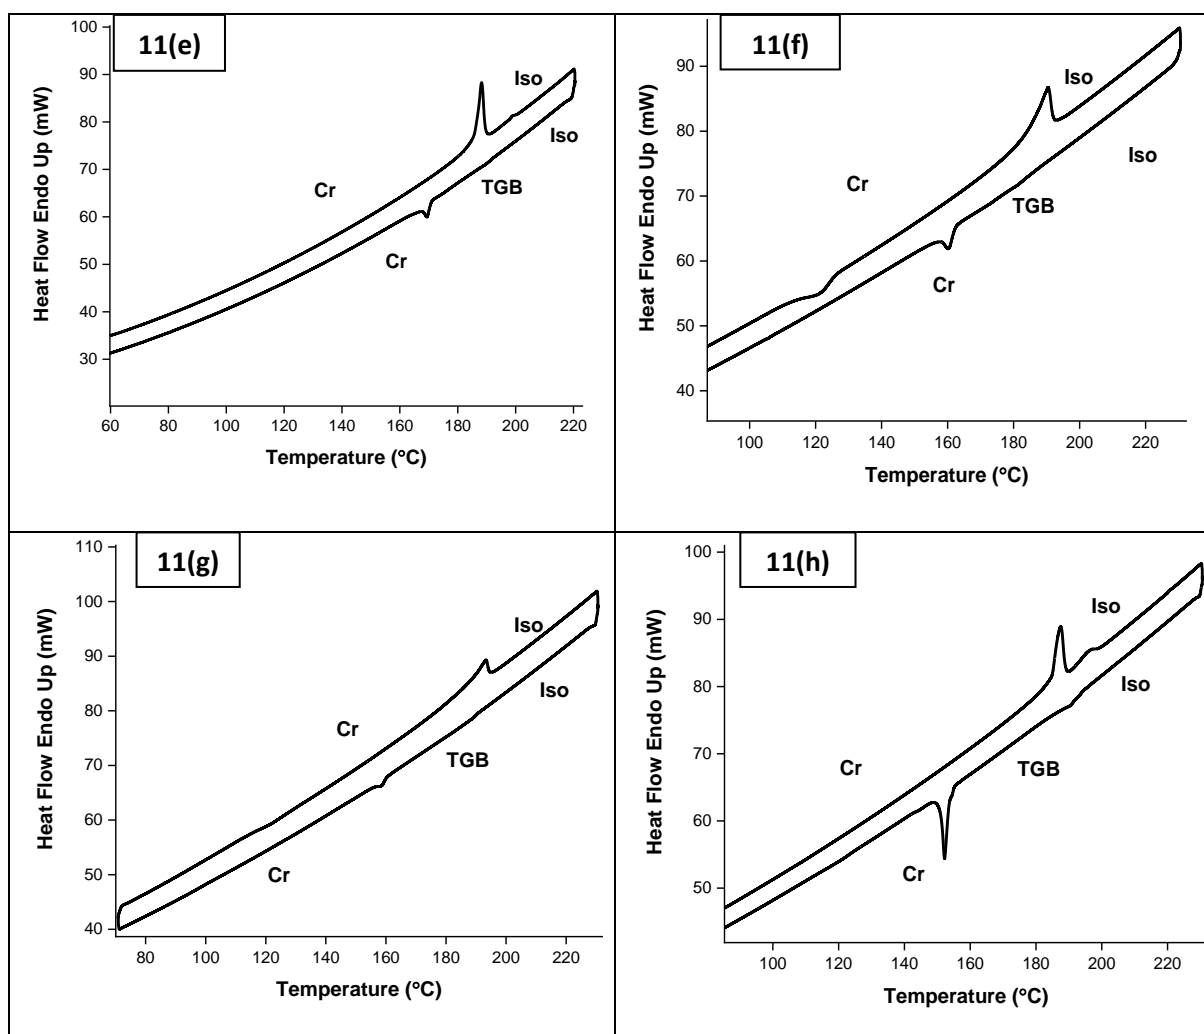 11(e)
Heat Flow Endo Up (mW)
100
90
80
70
60
50
40
30
Iso
Iso
Cr
TGB
Cr
60 80 100 120 140 160 180 200 220
Temperature (°C)
11(f)
Heat Flow Endo Up (mW)
90
80
70
60
50
40
Iso
Iso
Cr
TGB
Cr
100 120 140 160 180 200 220
Temperature (°C)
11(g)
Heat Flow Endo Up (mW)
110
100
90
80
70
60
50
40
Iso
Iso
Cr
TGB
Cr
80 100 120 140 160 180 200 220
Temperature (°C)
11(h)
Heat Flow Endo Up (mW)
100
90
80
70
60
50
Iso
Iso
Cr
TGB
Cr
100 120 140 160 180 200 220
Temperature (°C)